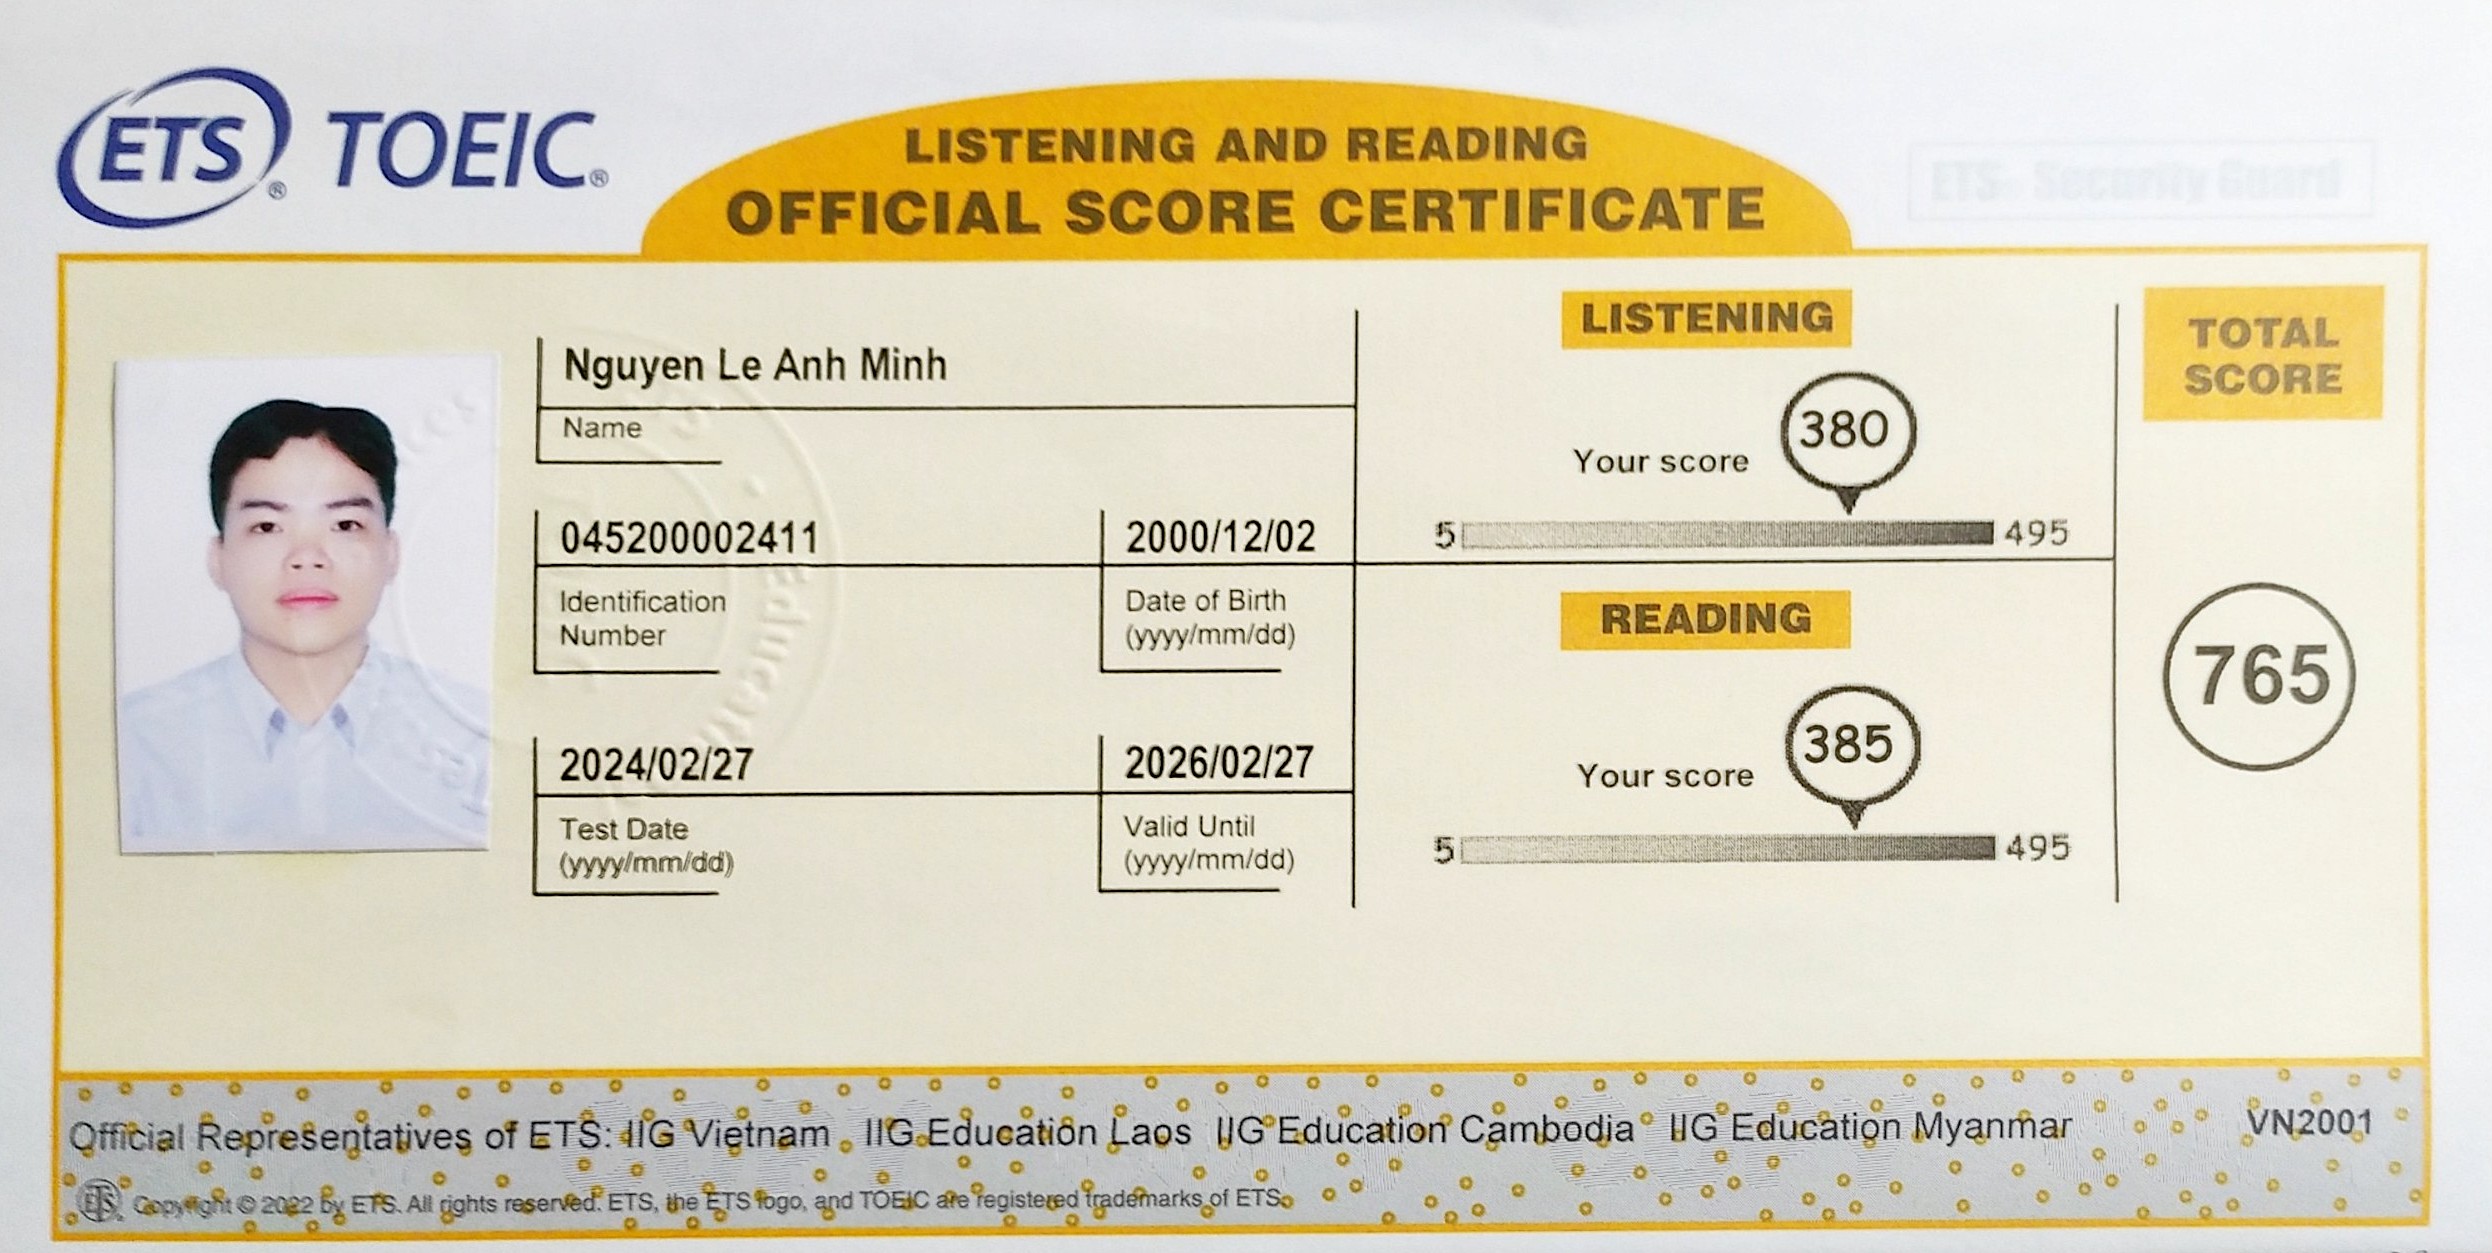 ETS® TOEIC®
LISTENING AND READING
OFFICIAL SCORE CERTIFICATE
ETS® Security Guard
Nguyen Le Anh Minh
Name
045200002411
Identification
Number
2000/12/02
Date of Birth
(yyyy/mm/dd)
2024/02/27
Test Date
(yyyy/mm/dd)
2026/02/27
Valid Until
(yyyy/mm/dd)
LISTENING
Your score
380
5 495
READING
Your score
385
5 495
TOTAL
SCORE
765
Official Representatives of ETS: IIG Vietnam IIG Education Laos IIG Education Cambodia IIG Education Myanmar
VN2001
ETS® Copyright © 2022 by ETS. All rights reserved. ETS, the ETS logo, and TOEIC are registered trademarks of ETS.